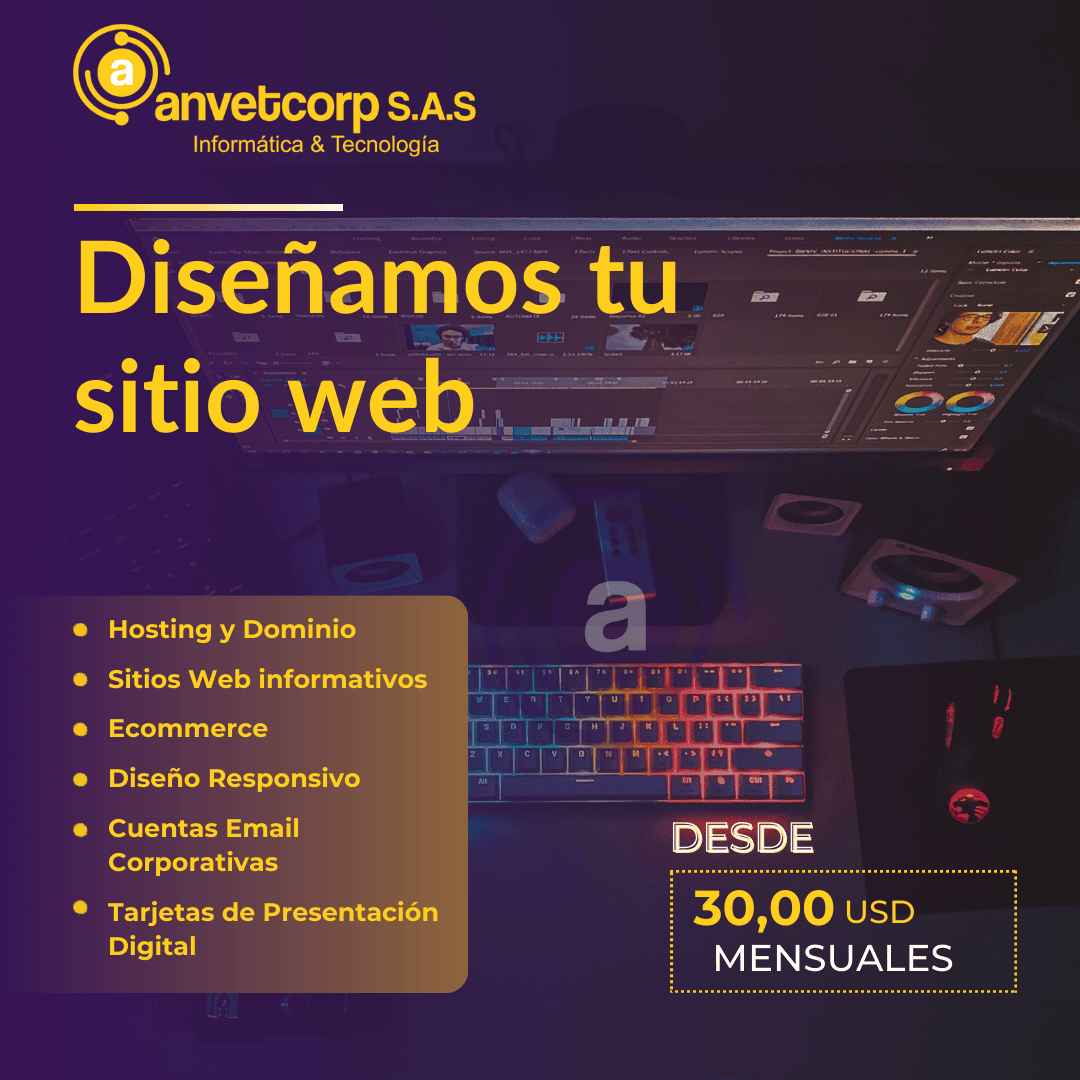 a
anvetcorp S.A.S
Informática & Tecnología
Diseñamos tu
sitio web
a
Hosting y Dominio
Sitios Web informativos
Ecommerce
Diseño Responsivo
Cuentas Email
Corporativas
Tarjetas de Presentación
Digital
DESDE
30,00 USD
MENSUALES